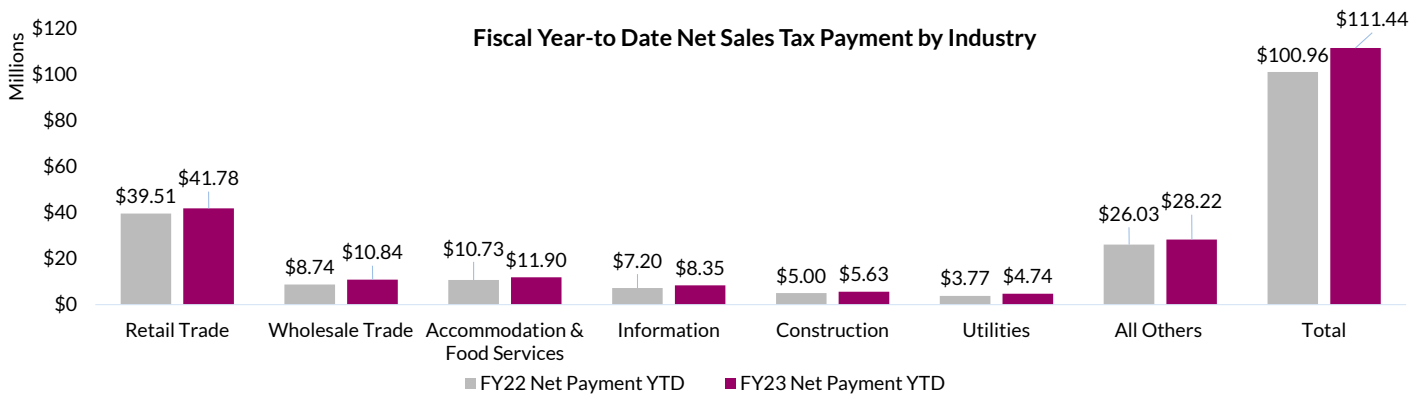 Fiscal Year-to Date Net Sales Tax Payment by Industry
Millions
$120
$100
$80
$60
$40
$20
$0
$39.51
$41.78
$8.74
$10.84
$10.73
$11.90
$7.20
$8.35
$5.00
$5.63
$3.77
$4.74
$26.03
$28.22
$100.96
$111.44
Retail Trade
Wholesale Trade
Accommodation &
Food Services
Information
Construction
Utilities
All Others
Total
FY22 Net Payment YTD
FY23 Net Payment YTD